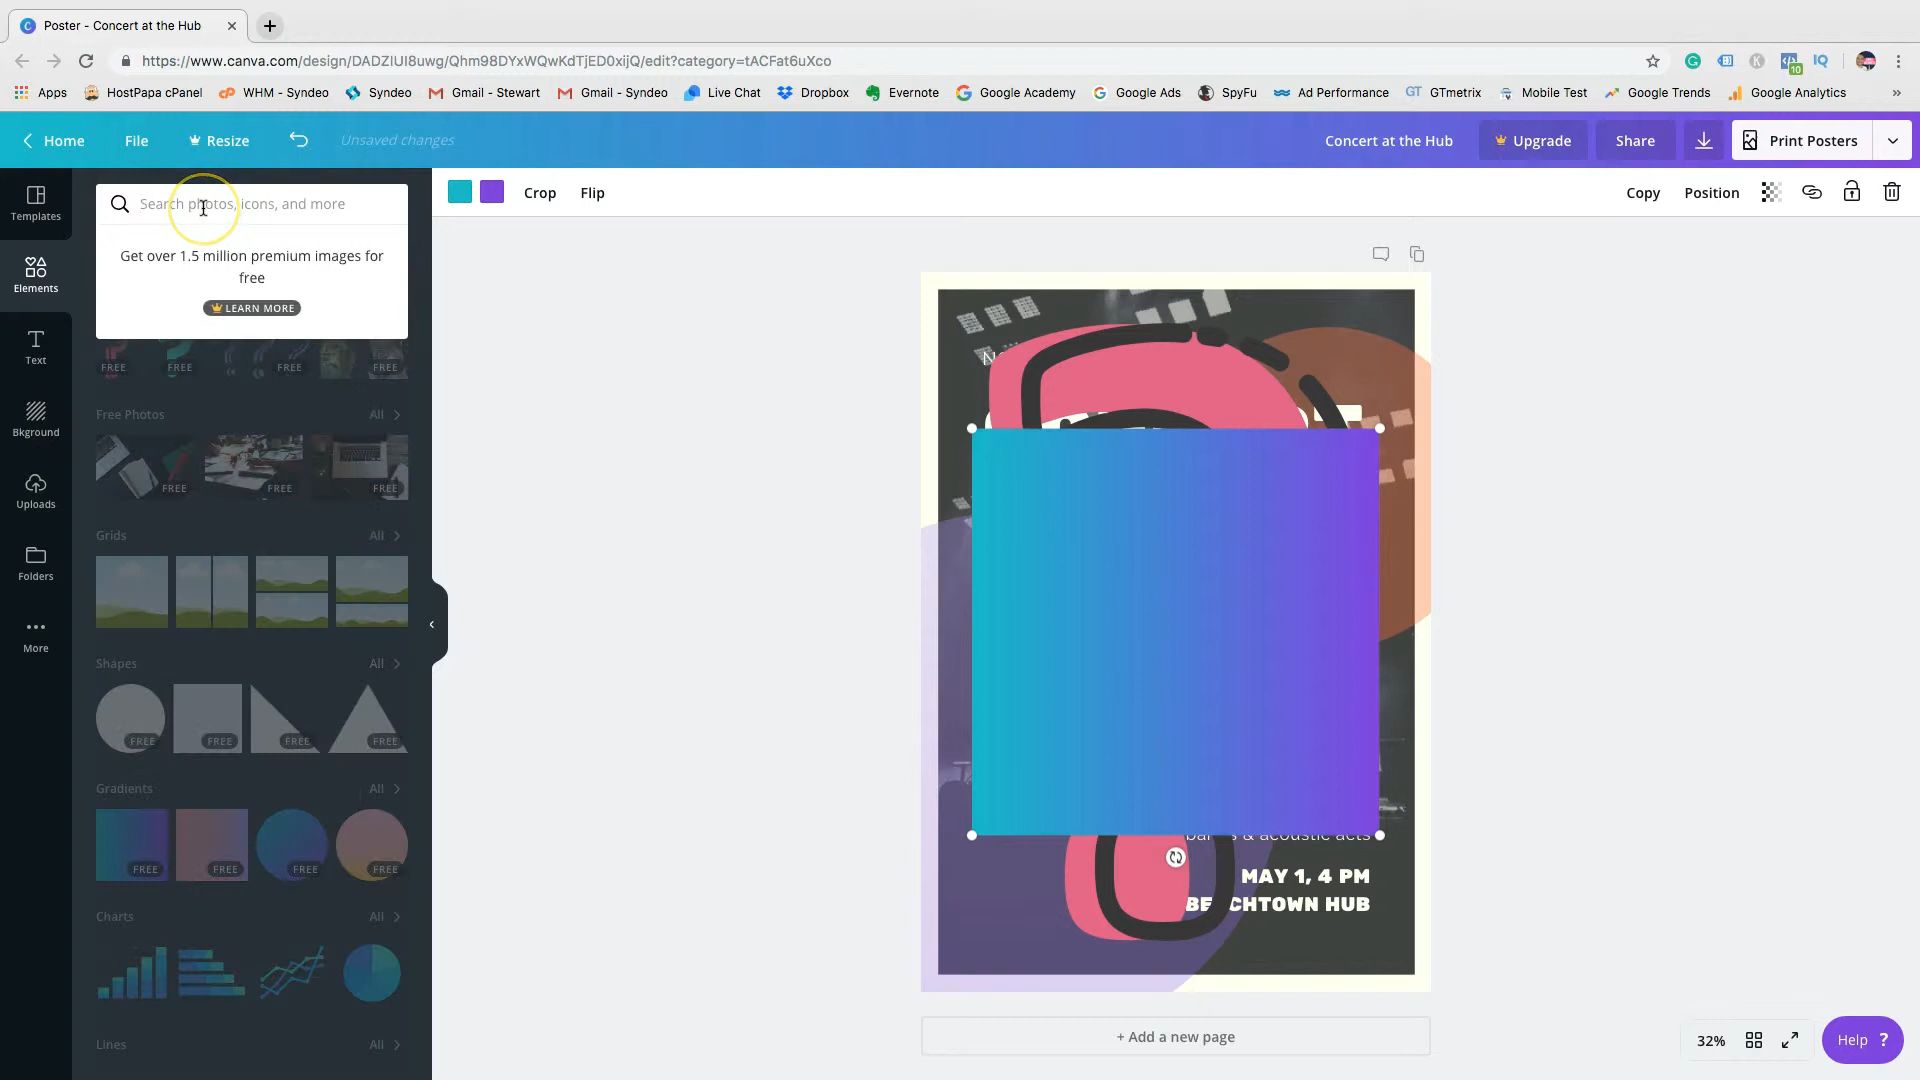 Poster - Concert at the Hub
https://www.canva.com/design/DADZIUI8uwg/Qhm98DYxWQwKdTjED0xijQ/edit?category=tACFat6uXco
10
Apps
HostPapa cPanel
WHM - Syndeo
Syndeo
Gmail - Stewart
Gmail - Syndeo
Live Chat
Dropbox
Evernote
Google Academy
Google Ads
SpyFu
Ad Performance
GTmetrix
Mobile Test
Google Trends
Google Analytics
Home
File
Resize
Unsaved changes
Concert at the Hub
Upgrade
Share
Print Posters
Templates
Elements
Text
Bkground
Uploads
Folders
More
Search photos, icons, and more
Get over 1.5 million premium images for
free
LEARN MORE
FREE FREE FREE FREE
Free Photos All
FREE FREE FREE
Grids All
Shapes All
FREE FREE FREE FREE
Gradients All
FREE FREE FREE FREE
Charts All
Lines All
Crop
Flip
Copy
Position
& acoustic acts
MAY 1, 4 PM
HUB
+ Add a new page
32%
Help ?